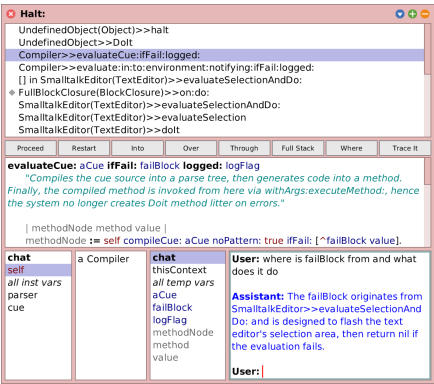 Halt:
UndefinedObject(Object)>>halt
UndefinedObject>>DoIt
Compiler>>evaluateCue:ifFail:logged:
Compiler>>evaluate:in:to:environment:notifying:ifFail:logged:
[] in SmalltalkEditor(TextEditor)>>evaluateSelectionAndDo:
FullBlockClosure(BlockClosure)>>on:do:
SmalltalkEditor(TextEditor)>>evaluateSelectionAndDo:
SmalltalkEditor(TextEditor)>>evaluateSelection
SmalltalkEditor(TextEditor)>>doIt
Proceed Restart Into Over Through Full Stack Where Trace It
evaluateCue: aCue ifFail: failBlock logged: logFlag
"Compiles the cue source into a parse tree, then generates code into a method.
Finally, the compiled method is invoked from here via withArgs:executeMethod:, hence
the system no longer creates Doit method litter on errors."
| methodNode method value |
methodNode := self compileCue: aCue noPattern: true ifFail: [^failBlock value].
chat
self
all inst vars
parser
cue
a Compiler
chat
thisContext
all temp vars
aCue
failBlock
logFlag
methodNode
method
value
User: where is failBlock from and what
does it do
Assistant: The failBlock originates from
SmalltalkEditor>>evaluateSelectionAnd
Do: and is designed to flash the text
editor's selection area, then return nil if
the evaluation fails.
User: